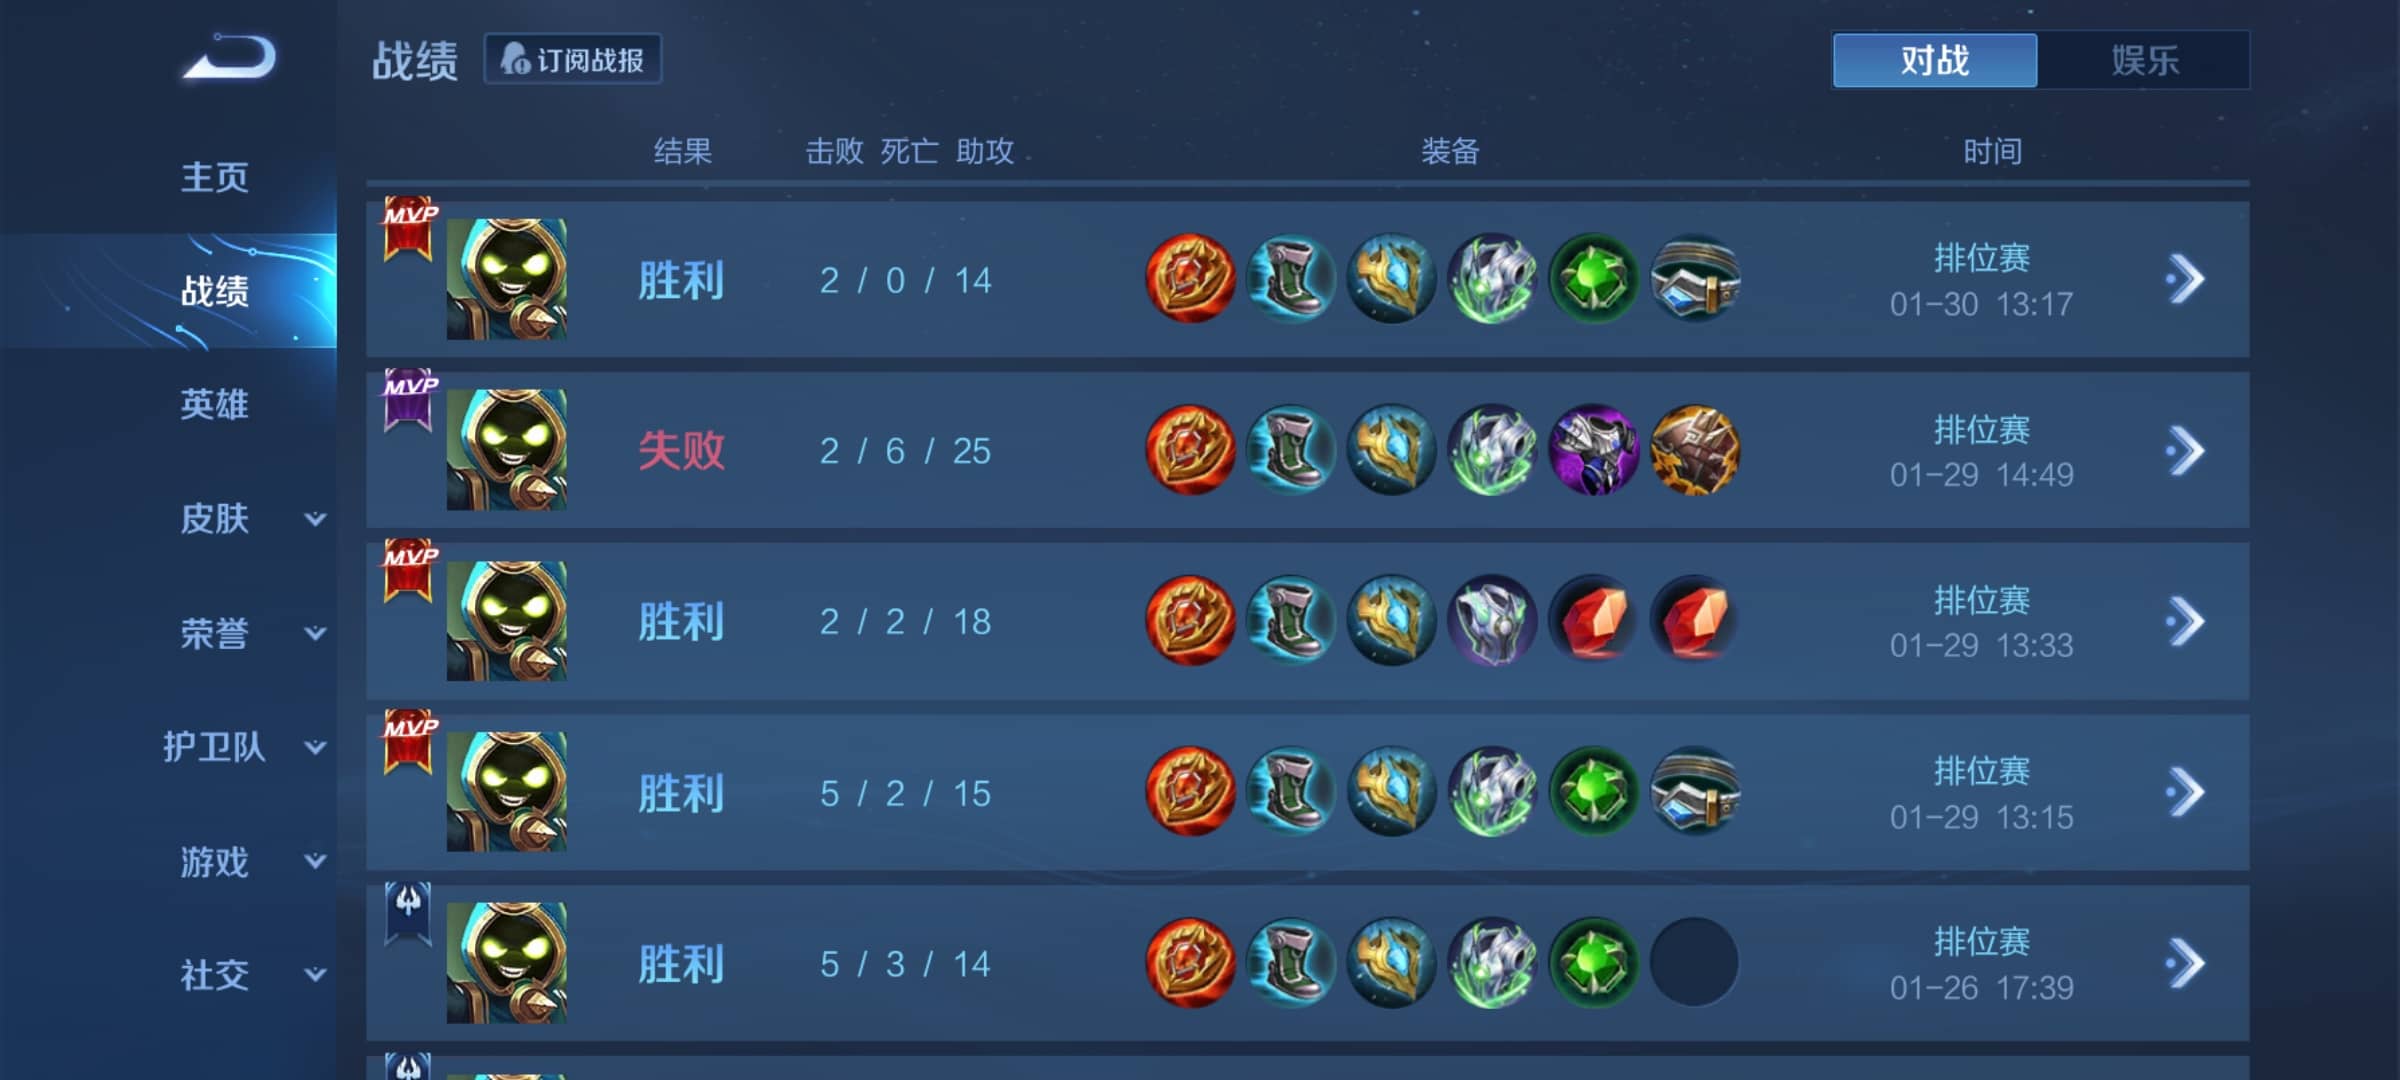 战绩
订阅战报
对战
娱乐
主页
战绩
英雄
皮肤
荣誉
护卫队
游戏
社交
结果 击败 死亡 助攻 装备 时间
MVP
胜利 2 / 0 / 14 排位赛
01-30 13:17
MVP
失败 2 / 6 / 25 排位赛
01-29 14:49
MVP
胜利 2 / 2 / 18 排位赛
01-29 13:33
MVP
胜利 5 / 2 / 15 排位赛
01-29 13:15
胜利 5 / 3 / 14 排位赛
01-26 17:39